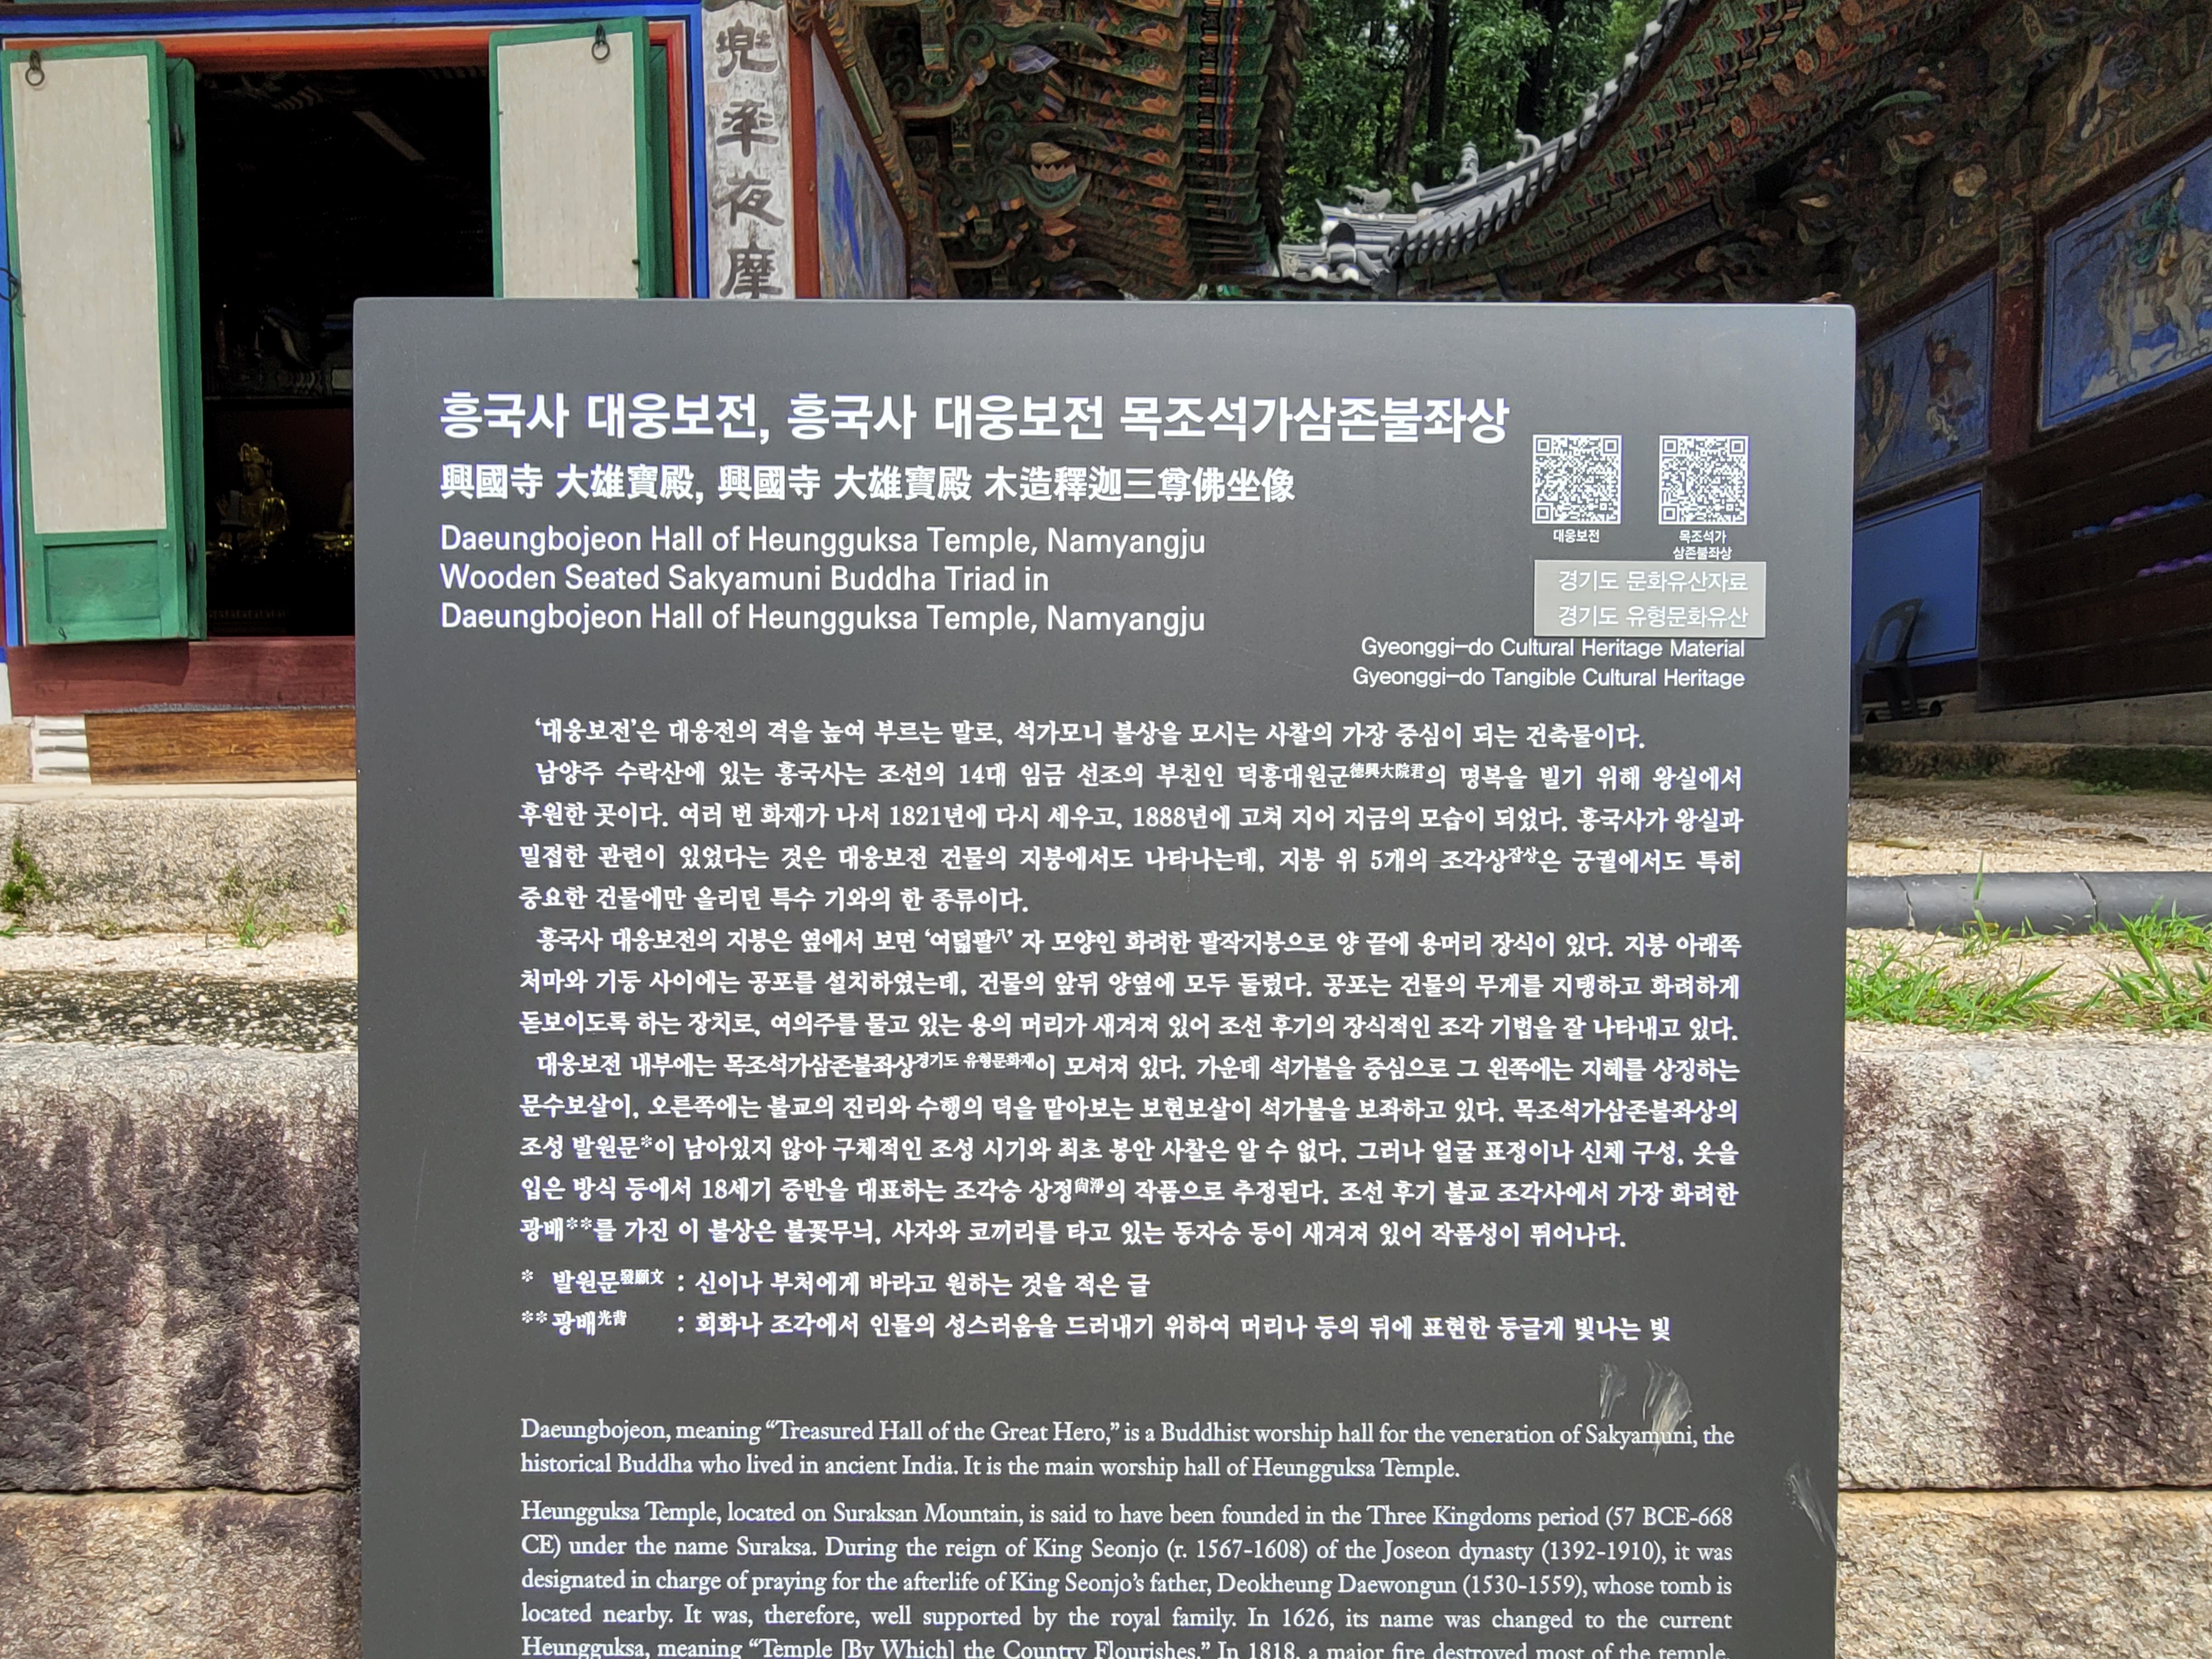 兜率夜摩
흥국사 대웅보전, 흥국사 대웅보전 목조석가삼존불좌상
興國寺 大雄寶殿, 興國寺 大雄寶殿 木造釋迦三尊佛坐像
Daeungbojeon Hall of Heungguksa Temple, Namyangju
Wooden Seated Sakyamuni Buddha Triad in
Daeungbojeon Hall of Heungguksa Temple, Namyangju
대웅보전
목조석가
삼존불좌상
경기도 문화유산자료
경기도 유형문화유산
Gyeonggi-do Cultural Heritage Material
Gyeonggi-do Tangible Cultural Heritage
‘대웅보전’은 대웅전의 격을 높여 부르는 말로, 석가모니 불상을 모시는 사찰의 가장 중심이 되는 건축물이다.
남양주 수락산에 있는 흥국사는 조선의 14대 임금 선조의 부친인 덕흥대원군德興大院君의 명복을 빌기 위해 왕실에서
후원한 곳이다. 여러 번 화재가 나서 1821년에 다시 세우고, 1888년에 고쳐 지어 지금의 모습이 되었다. 흥국사가 왕실과
밀접한 관련이 있었다는 것은 대웅보전 건물의 지붕에서도 나타나는데, 지붕 위 5개의 조각상잡상은 궁궐에서도 특히
중요한 건물에만 올리던 특수 기와의 한 종류이다.
흥국사 대웅보전의 지붕은 옆에서 보면 ‘여덟팔八’ 자 모양인 화려한 팔작지붕으로 양 끝에 용머리 장식이 있다. 지붕 아래쪽
처마와 기둥 사이에는 공포를 설치하였는데, 건물의 앞뒤 양옆에 모두 둘렀다. 공포는 건물의 무게를 지탱하고 화려하게
돋보이도록 하는 장치로, 여의주를 물고 있는 용의 머리가 새겨져 있어 조선 후기의 장식적인 조각 기법을 잘 나타내고 있다.
대웅보전 내부에는 목조석가삼존불좌상경기도 유형문화재이 모셔져 있다. 가운데 석가불을 중심으로 그 왼쪽에는 지혜를 상징하는
문수보살이, 오른쪽에는 불교의 진리와 수행의 덕을 맡아보는 보현보살이 석가불을 보좌하고 있다. 목조석가삼존불좌상의
조성 발원문*이 남아있지 않아 구체적인 조성 시기와 최초 봉안 사찰은 알 수 없다. 그러나 얼굴 표정이나 신체 구성, 옷을
입은 방식 등에서 18세기 중반을 대표하는 조각승 상정尙淨의 작품으로 추정된다. 조선 후기 불교 조각사에서 가장 화려한
광배**를 가진 이 불상은 불꽃무늬, 사자와 코끼리를 타고 있는 동자승 등이 새겨져 있어 작품성이 뛰어나다.
* 발원문發願文 : 신이나 부처에게 바라고 원하는 것을 적은 글
** 광배光背 : 회화나 조각에서 인물의 성스러움을 드러내기 위하여 머리나 등의 뒤에 표현한 둥글게 빛나는 빛
Daeungbojeon, meaning “Treasured Hall of the Great Hero,” is a Buddhist worship hall for the veneration of Sakyamuni, the
historical Buddha who lived in ancient India. It is the main worship hall of Heungguksa Temple.
Heungguksa Temple, located on Suraksan Mountain, is said to have been founded in the Three Kingdoms period (57 BCE-668
CE) under the name Suraksa. During the reign of King Seonjo (r. 1567-1608) of the Joseon dynasty (1392-1910), it was
designated in charge of praying for the afterlife of King Seonjo’s father, Deokheung Daewongun (1530-1559), whose tomb is
located nearby. It was, therefore, well supported by the royal family. In 1626, its name was changed to the current
Heungguksa, meaning “Temple [By Which] the Country Flourishes.” In 1818, a major fire destroyed most of the temple,